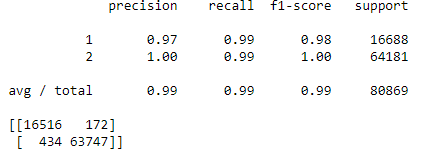 precision recall f1-score support
1 0.97 0.99 0.98 16688
2 1.00 0.99 1.00 64181
avg / total 0.99 0.99 0.99 80869
[[16516 172]
[ 434 63747]]